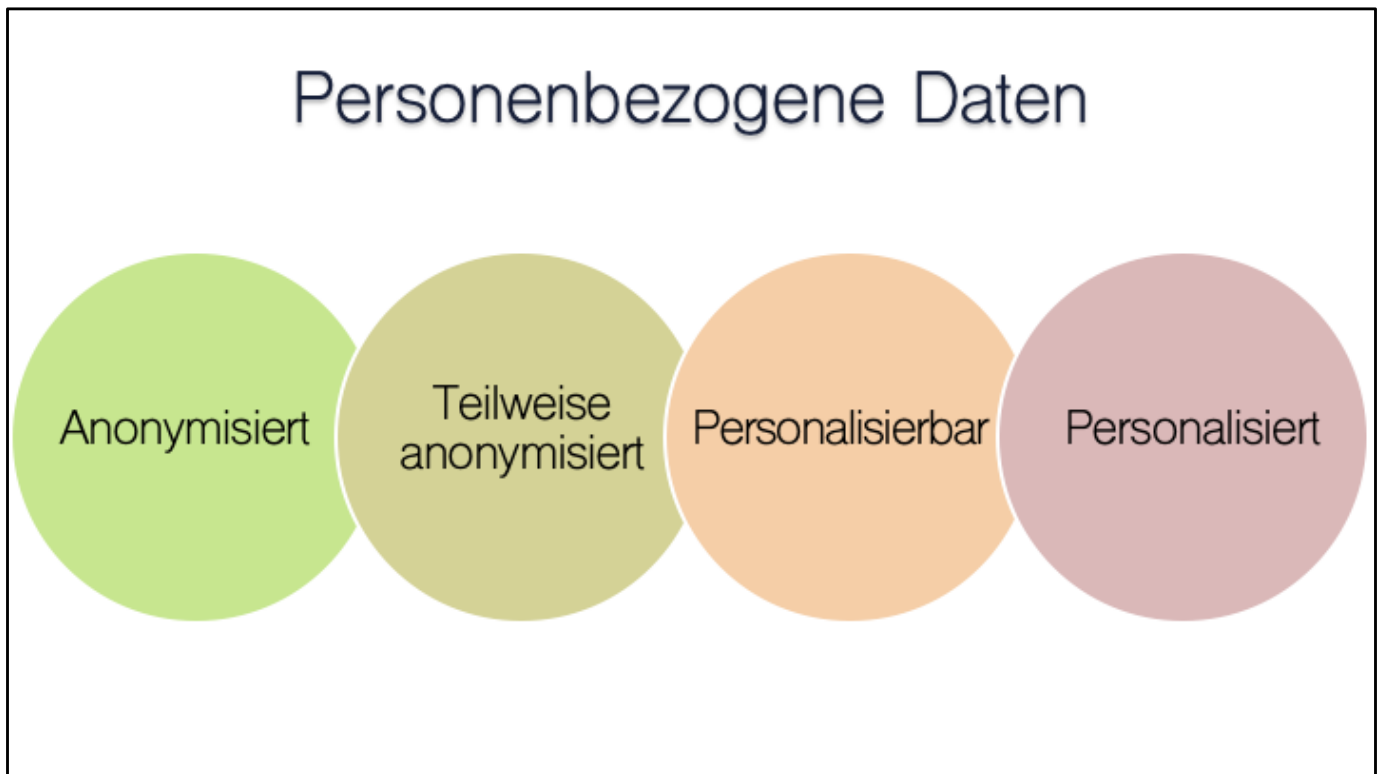 Personenbezogene Daten
Anonymisiert
Teilweise
anonymisiert
Personalisierbar
Personalisiert